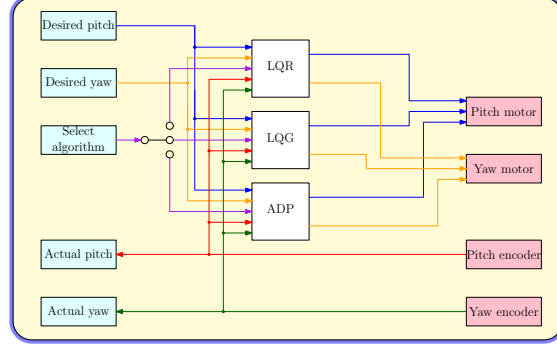 Desired pitch
LQR
Desired yaw
Pitch motor
Select
algorithm
LQG
Yaw motor
ADP
Actual pitch
Pitch encoder
Actual yaw
Yaw encoder